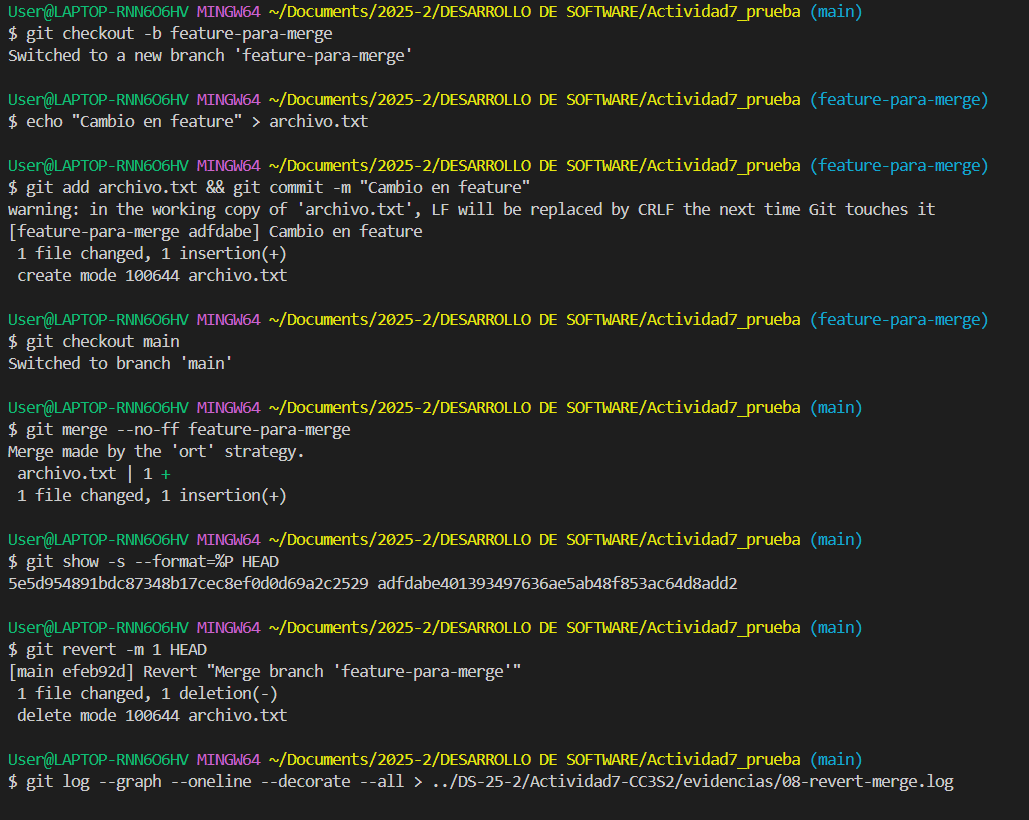 User@LAPTOP-RNN6O6HV MINGW64 ~/Documents/2025-2/DESARROLLO DE SOFTWARE/Actividad7_prueba (main)
$ git checkout -b feature-para-merge
Switched to a new branch 'feature-para-merge'
User@LAPTOP-RNN6O6HV MINGW64 ~/Documents/2025-2/DESARROLLO DE SOFTWARE/Actividad7_prueba (feature-para-merge)
$ echo "Cambio en feature" > archivo.txt
User@LAPTOP-RNN6O6HV MINGW64 ~/Documents/2025-2/DESARROLLO DE SOFTWARE/Actividad7_prueba (feature-para-merge)
$ git add archivo.txt && git commit -m "Cambio en feature"
warning: in the working copy of 'archivo.txt', LF will be replaced by CRLF the next time Git touches it
[feature-para-merge adfdabe] Cambio en feature
 1 file changed, 1 insertion(+)
 create mode 100644 archivo.txt
User@LAPTOP-RNN6O6HV MINGW64 ~/Documents/2025-2/DESARROLLO DE SOFTWARE/Actividad7_prueba (feature-para-merge)
$ git checkout main
Switched to branch 'main'
User@LAPTOP-RNN6O6HV MINGW64 ~/Documents/2025-2/DESARROLLO DE SOFTWARE/Actividad7_prueba (main)
$ git merge --no-ff feature-para-merge
Merge made by the 'ort' strategy.
 archivo.txt | 1 +
 1 file changed, 1 insertion(+)
User@LAPTOP-RNN6O6HV MINGW64 ~/Documents/2025-2/DESARROLLO DE SOFTWARE/Actividad7_prueba (main)
$ git show -s --format=%P HEAD
5e5d954891bdc87348b17cec8ef0d0d69a2c2529 adfdabe401393497636ae5ab48f853ac64d8add2
User@LAPTOP-RNN6O6HV MINGW64 ~/Documents/2025-2/DESARROLLO DE SOFTWARE/Actividad7_prueba (main)
$ git revert -m 1 HEAD
[main efeb92d] Revert "Merge branch 'feature-para-merge'"
 1 file changed, 1 deletion(-)
 delete mode 100644 archivo.txt
User@LAPTOP-RNN6O6HV MINGW64 ~/Documents/2025-2/DESARROLLO DE SOFTWARE/Actividad7_prueba (main)
$ git log --graph --oneline --decorate --all > ../DS-25-2/Actividad7-CC3S2/evidencias/08-revert-merge.log